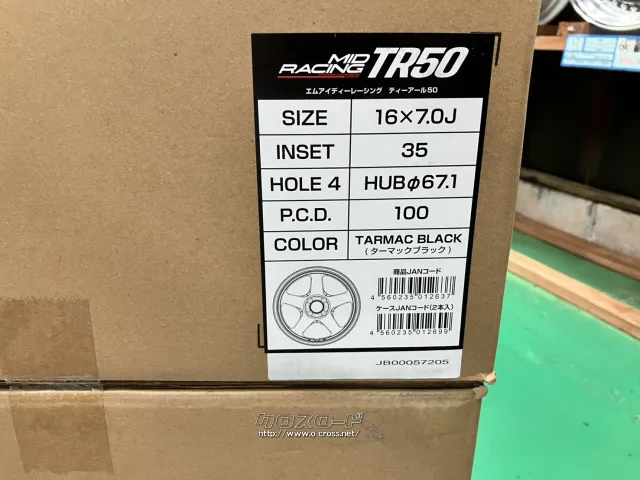 MID RACING TR50
エムアイディーレーシング ティーアール50
SIZE 16×7.0J
INSET 35
HOLE 4 HUBφ67.1
P.C.D. 100
COLOR TARMAC BLACK
(ターマックブラック)
商品JANコード
4 560235 012637
ケースJANコード(2本入)
4 560235 012699
JB00057205
クロスロード
http://www.o-cross.net/